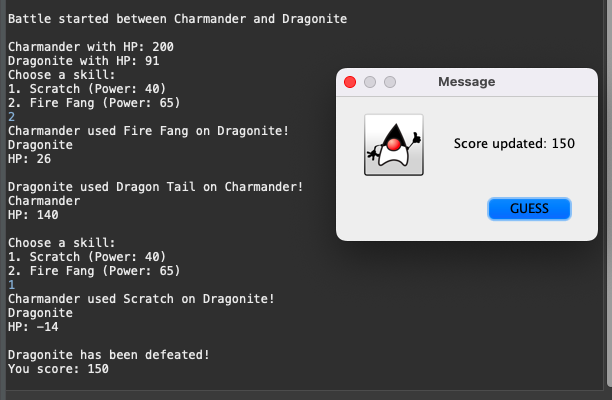 Battle started between Charmander and Dragonite
Charmander with HP: 200
Dragonite with HP: 91
Choose a skill:
1. Scratch (Power: 40)
2. Fire Fang (Power: 65)
2
Charmander used Fire Fang on Dragonite!
Dragonite
HP: 26
Dragonite used Dragon Tail on Charmander!
Charmander
HP: 140
Choose a skill:
1. Scratch (Power: 40)
2. Fire Fang (Power: 65)
1
Charmander used Scratch on Dragonite!
Dragonite
HP: -14
Dragonite has been defeated!
You score: 150
Message
Score updated: 150
GUESS